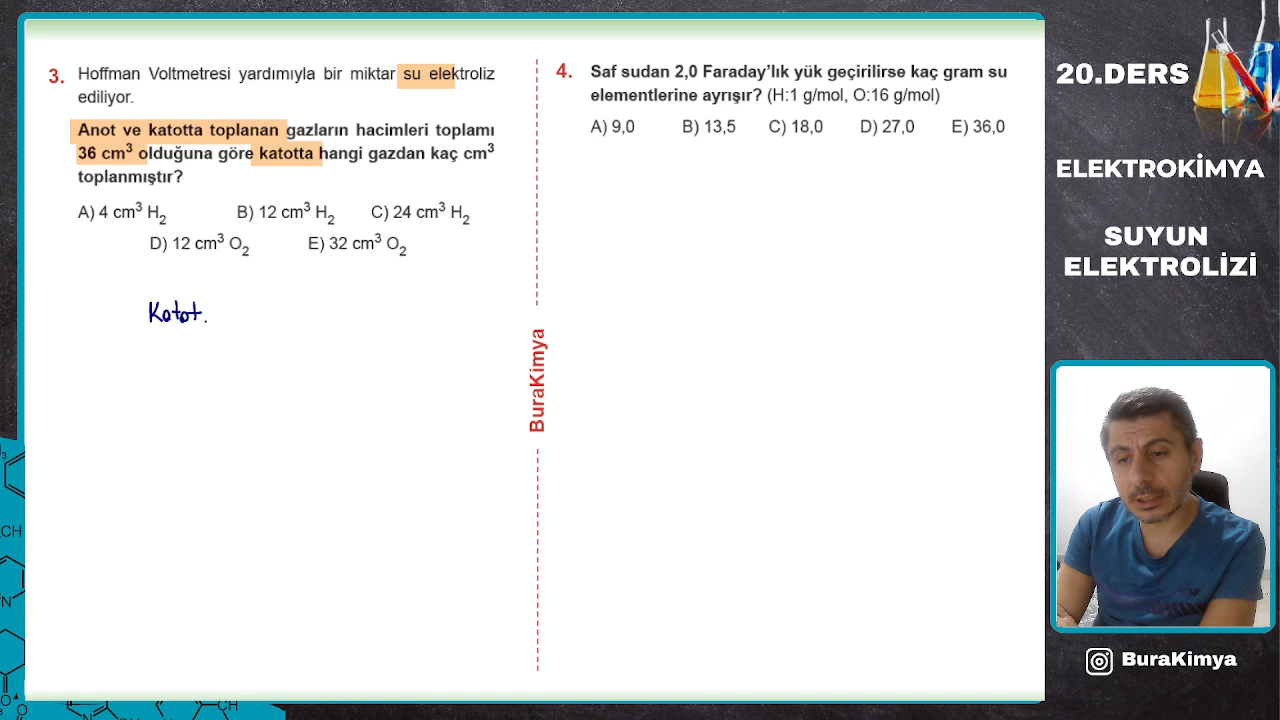 3. Hoffman Voltmetresi yardımıyla bir miktar su elektroliz
ediliyor.
Anot ve katotta toplanan gazların hacimleri toplamı
36 cm³ olduğuna göre katotta hangi gazdan kaç cm³
toplanmıştır?
A) 4 cm³ H₂ B) 12 cm³ H₂ C) 24 cm³ H₂
D) 12 cm³ O₂ E) 32 cm³ O₂
Katot.
BuraKimya
4. Saf sudan 2,0 Faraday’lık yük geçirilirse kaç gram su
elementlerine ayrışır? (H:1 g/mol, O:16 g/mol)
A) 9,0 B) 13,5 C) 18,0 D) 27,0 E) 36,0
20.DERS
ELEKTROKİMYA
SUYUN
ELEKTROLİZİ
BuraKimya
CH
N
O
O
CH